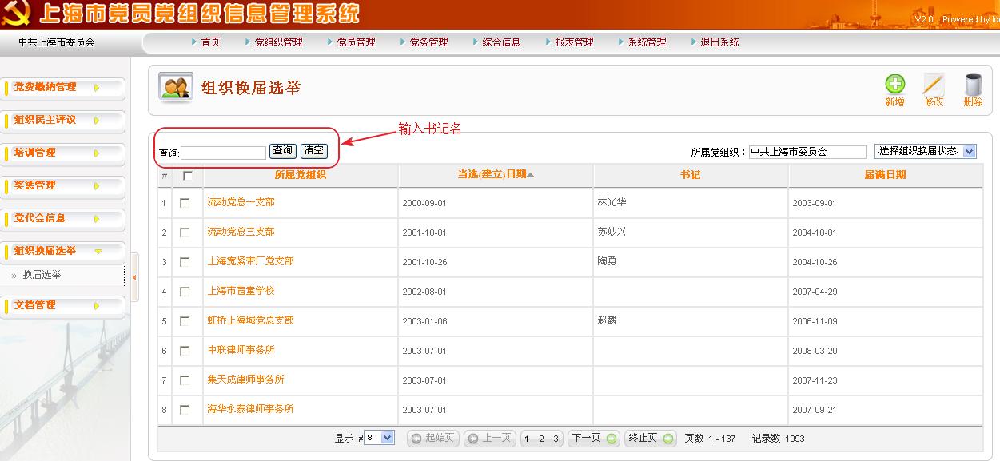 上海市党员党组织信息管理系统
V2.0 Powered by Ide
中共上海市委员会
首页 党组织管理 党员管理 党务管理 综合信息 报表管理 系统管理 退出系统
党费缴纳管理
组织民主评议
培训管理
奖惩管理
党代会信息
组织换届选举
» 换届选举
文档管理
组织换届选举
新增 修改 删除
输入书记名
查询: 查询 清空 所属党组织： 中共上海市委员会 -选择组织换届状态-
# 所属党组织 当选(建立)日期 书记 届满日期
1 流动党总一支部 2000-09-01 林光华 2003-09-01
2 流动党总三支部 2001-10-01 苏妙兴 2004-10-01
3 上海宽紧带厂党支部 2001-10-26 陶勇 2004-10-26
4 上海市盲童学校 2002-08-01 2007-04-29
5 虹桥上海城党总支部 2003-01-06 赵麟 2006-11-09
6 中联律师事务所 2003-07-01 2008-03-20
7 集天成律师事务所 2003-07-01 2007-11-23
8 海华永泰律师事务所 2003-07-01 2007-09-21
显示 # 8 起始页 上一页 1 2 3 下一页 终止页 页数 1 - 137 记录数 1093